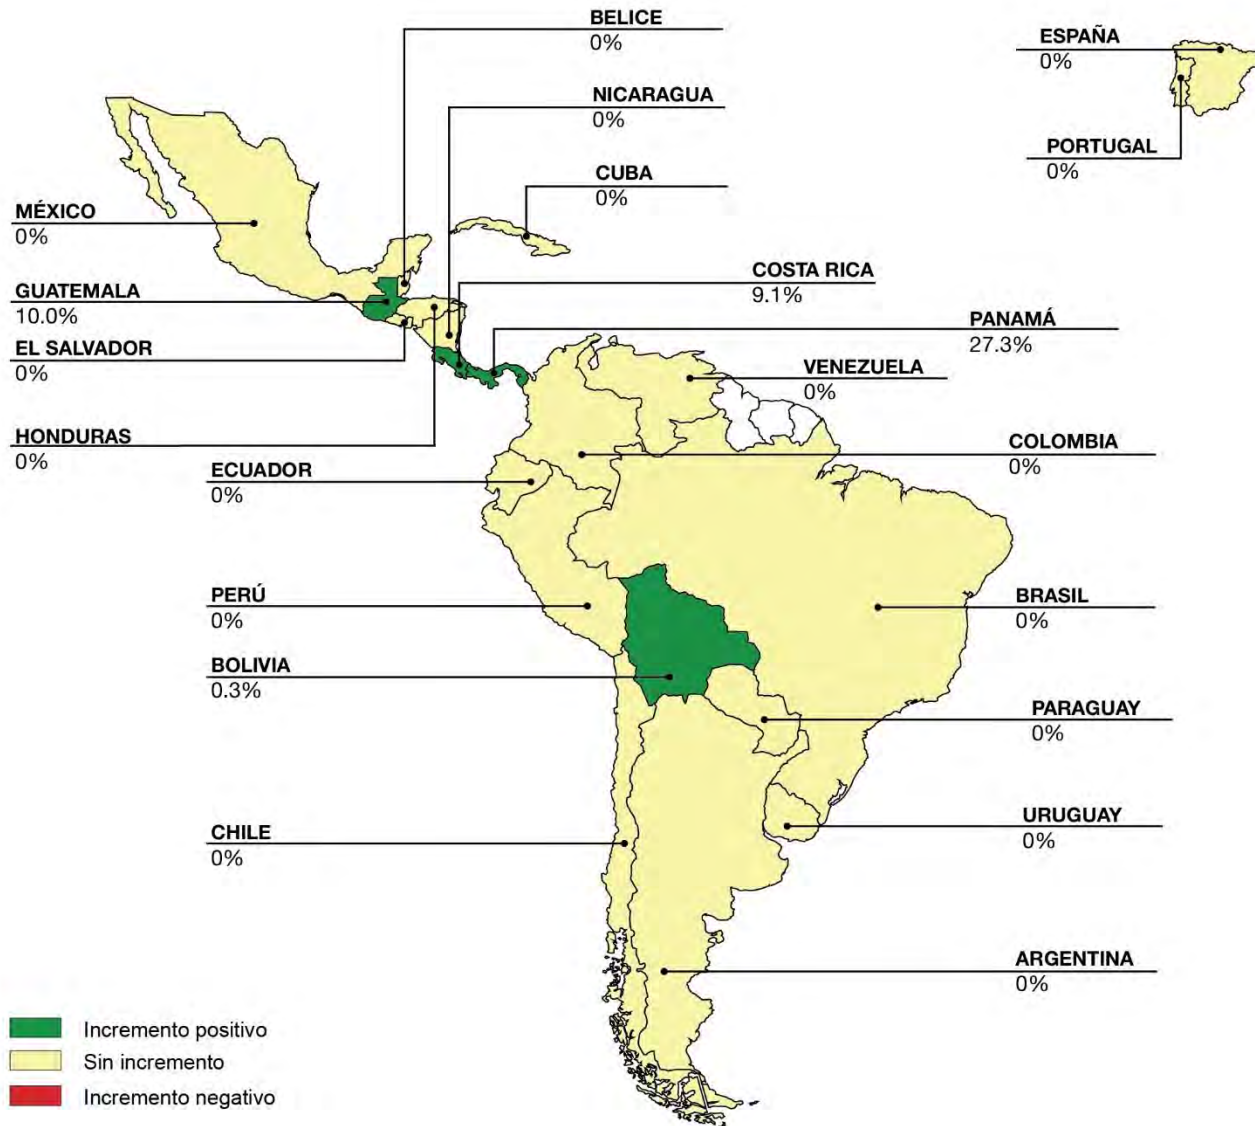 BELICE
0%
ESPAÑA
0%
NICARAGUA
0%
PORTUGAL
0%
CUBA
0%
MÉXICO
0%
COSTA RICA
9.1%
GUATEMALA
10.0%
PANAMÁ
27.3%
EL SALVADOR
0%
VENEZUELA
0%
HONDURAS
0%
COLOMBIA
0%
ECUADOR
0%
PERÚ
0%
BRASIL
0%
BOLIVIA
0.3%
PARAGUAY
0%
URUGUAY
0%
CHILE
0%
ARGENTINA
0%
Incremento positivo
Sin incremento
Incremento negativo